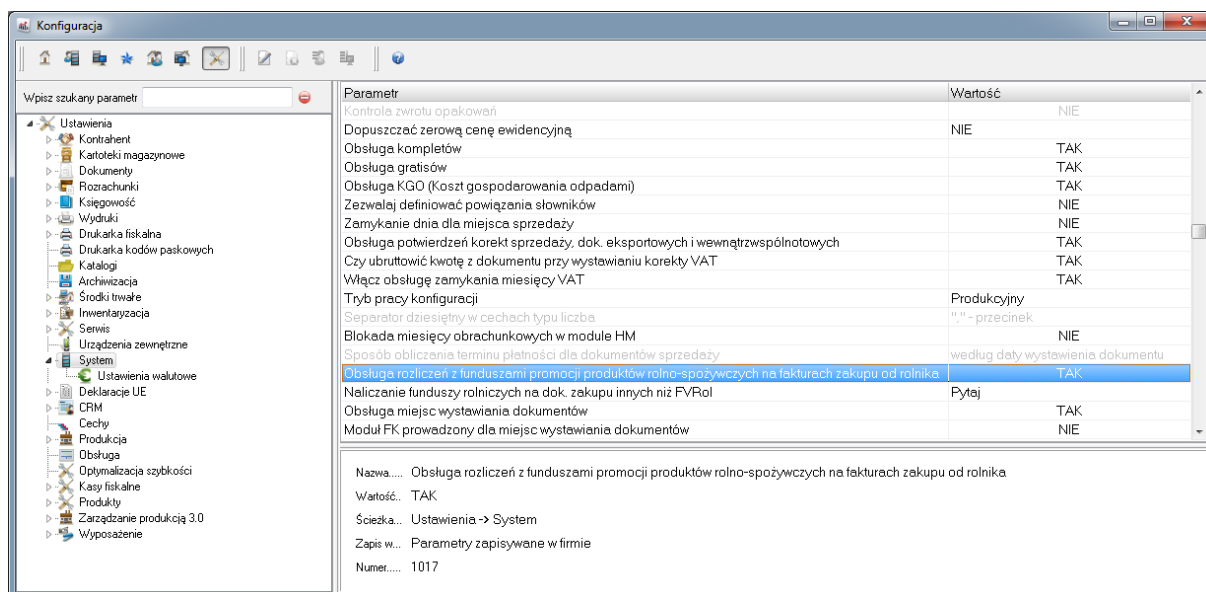 Konfiguracja
Wpisz szukany parametr
Ustawienia
Kontrahent
Kartoteki magazynowe
Dokumenty
Rozrachunki
Księgowość
Wydruki
Drukarka fiskalna
Drukarka kodów paskowych
Katalogi
Archiwizacja
Środki trwałe
Inwentaryzacja
Serwis
Urządzenia zewnętrzne
System
Ustawienia walutowe
Deklaracje UE
CRM
Cechy
Produkcja
Obsługa
Optymalizacja szybkości
Kasy fiskalne
Produkty
Zarządzanie produkcją 3.0
Wyposażenie
Parametr Wartość
Kontrola zwrotu opakowań NIE
Dopuszczać zerową cenę ewidencyjną NIE
Obsługa kompletów TAK
Obsługa gratisów TAK
Obsługa KGO (Koszt gospodarowania odpadami) TAK
Zezwalaj definiować powiązania słowników NIE
Zamykanie dnia dla miejsca sprzedaży NIE
Obsługa potwierdzeń korekt sprzedaży, dok. eksportowych i wewnątrzwspólnotowych TAK
Czy ubruttowić kwotę z dokumentu przy wystawianiu korekty VAT TAK
Włącz obsługę zamykania miesięcy VAT TAK
Tryb pracy konfiguracji Produkcyjny
Separator dziesiętny w cechach typu liczba "," - przecinek
Blokada miesięcy obrachunkowych w module HM NIE
Sposób obliczania terminu płatności dla dokumentów sprzedaży według daty wystawienia dokumentu
Obsługa rozliczeń z funduszami promocji produktów rolno-spożywczych na fakturach zakupu od rolnika TAK
Naliczanie funduszy rolniczych na dok. zakupu innych niż FVRol Pytaj
Obsługa miejsc wystawiania dokumentów TAK
Moduł FK prowadzony dla miejsc wystawiania dokumentów NIE
Nazwa..... Obsługa rozliczeń z funduszami promocji produktów rolno-spożywczych na fakturach zakupu od rolnika
Wartość.. TAK
Ścieżka... Ustawienia -> System
Zapis w... Parametry zapisywane w firmie
Numer..... 1017